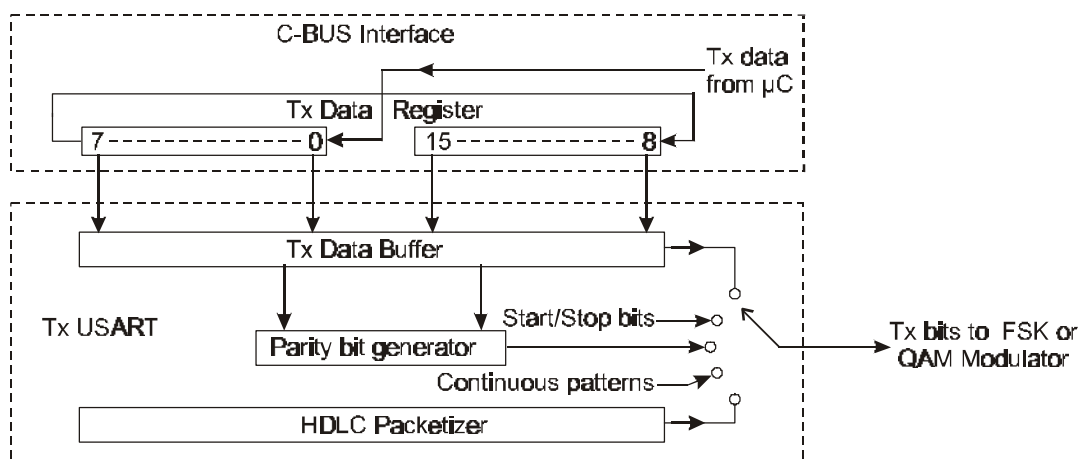 C-BUS Interface
Tx data
from µC
Tx Data Register
7 0 15 8
Tx Data Buffer
Tx USART
Start/Stop bits
Parity bit generator
Tx bits to FSK or
QAM Modulator
Continuous patterns
HDLC Packetizer